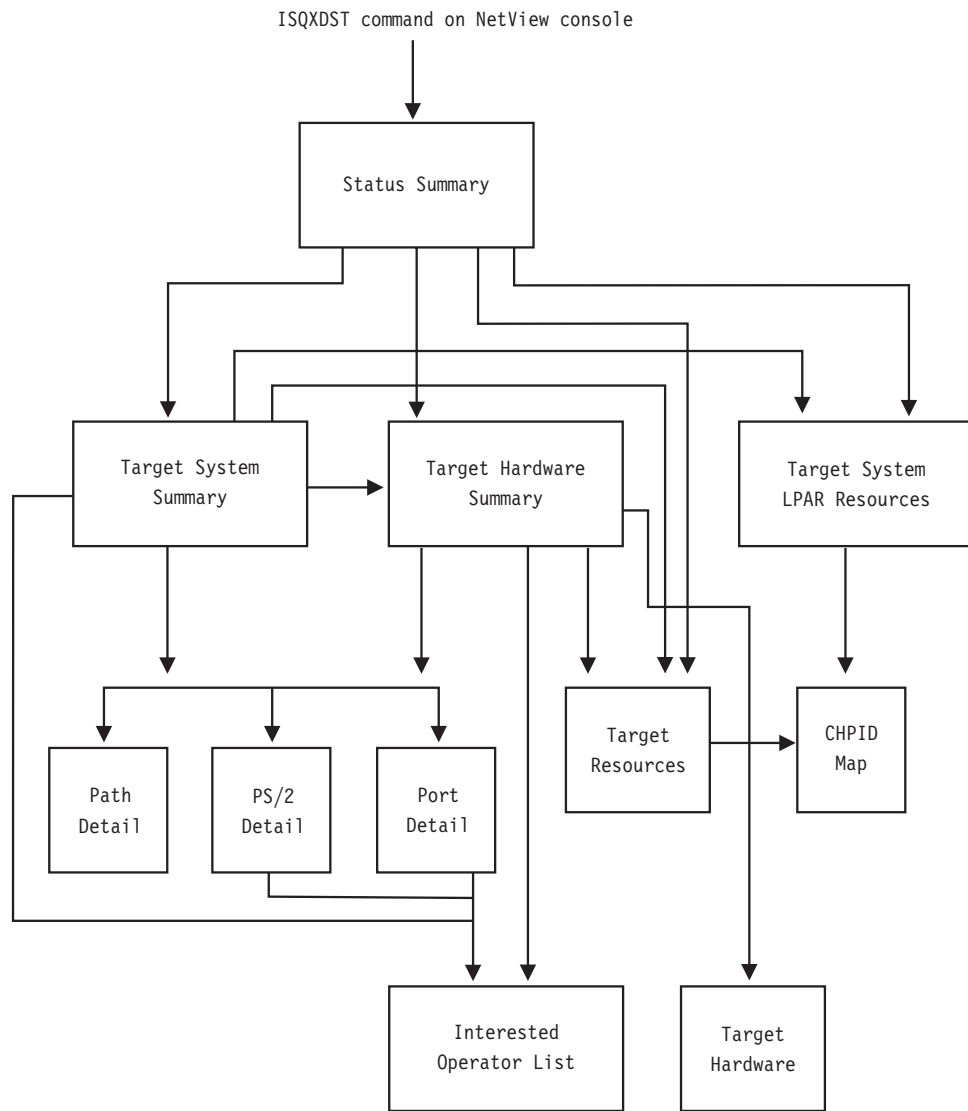 ISQXDST command on NetView console
Status Summary
Target System
Summary
Target Hardware
Summary
Target System
LPAR Resources
Path
Detail
PS/2
Detail
Port
Detail
Target
Resources
CHPID
Map
Interested
Operator List
Target
Hardware